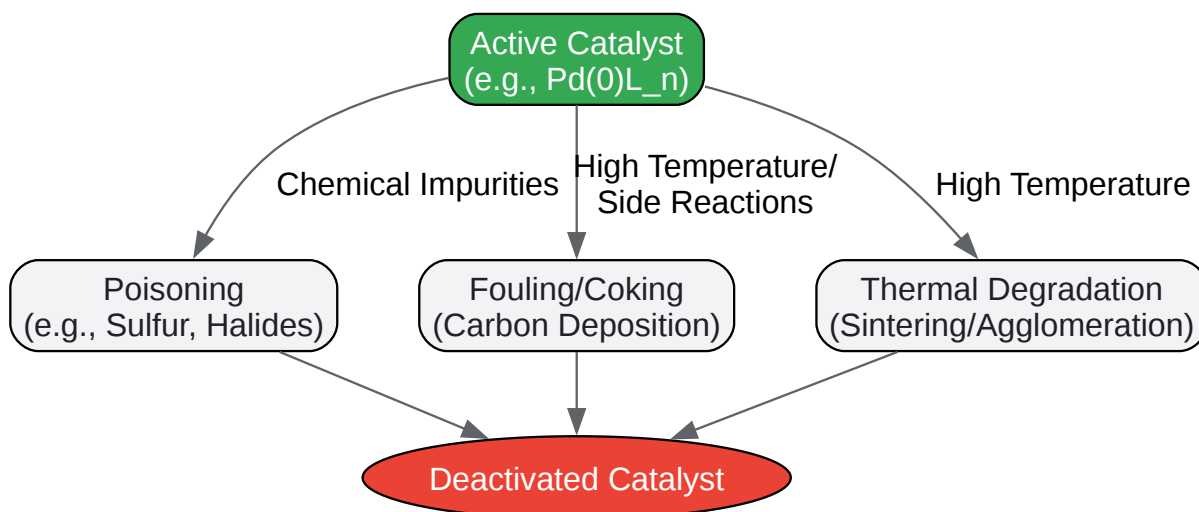 Active Catalyst
(e.g., Pd(0)L_n)
Chemical Impurities
High Temperature/
Side Reactions
High Temperature
Poisoning
(e.g., Sulfur, Halides)
Fouling/Coking
(Carbon Deposition)
Thermal Degradation
(Sintering/Agglomeration)
Deactivated Catalyst